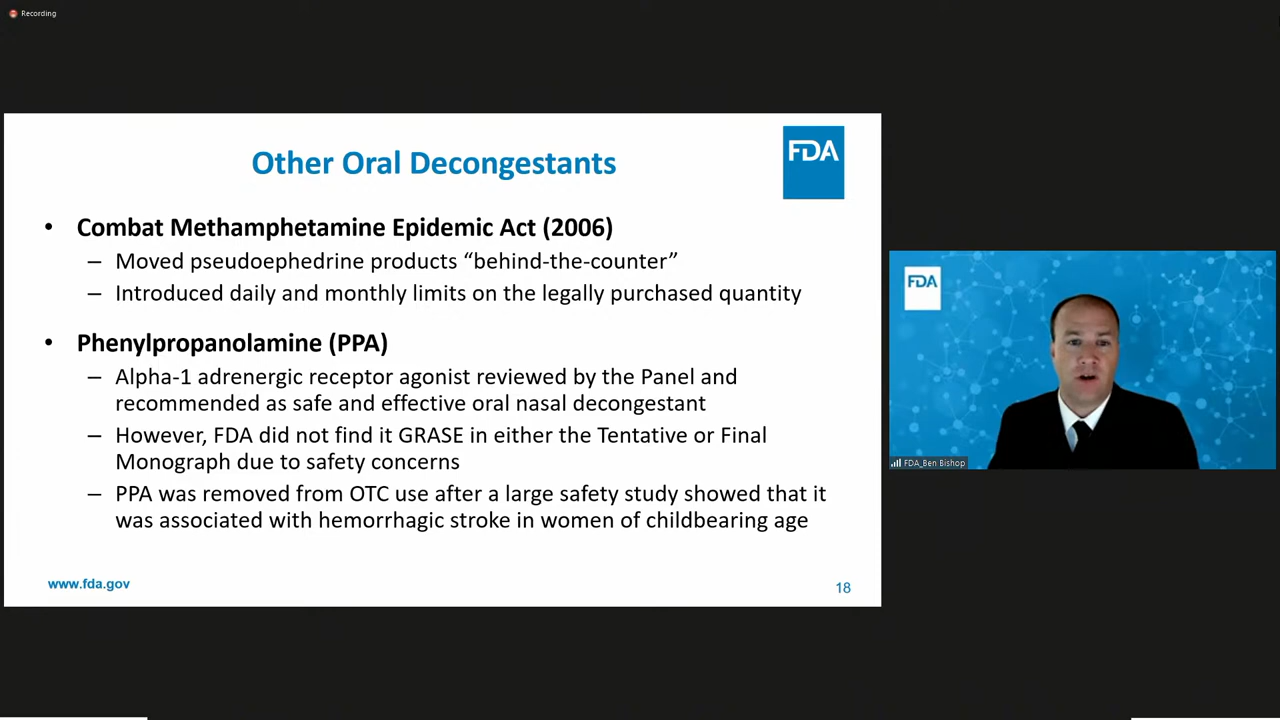 Recording
Other Oral Decongestants
FDA
• Combat Methamphetamine Epidemic Act (2006)
– Moved pseudoephedrine products “behind-the-counter”
– Introduced daily and monthly limits on the legally purchased quantity
• Phenylpropanolamine (PPA)
– Alpha-1 adrenergic receptor agonist reviewed by the Panel and
recommended as safe and effective oral nasal decongestant
– However, FDA did not find it GRASE in either the Tentative or Final
Monograph due to safety concerns
– PPA was removed from OTC use after a large safety study showed that it
was associated with hemorrhagic stroke in women of childbearing age
www.fda.gov
18
FDA
FDA_Ben Bishop